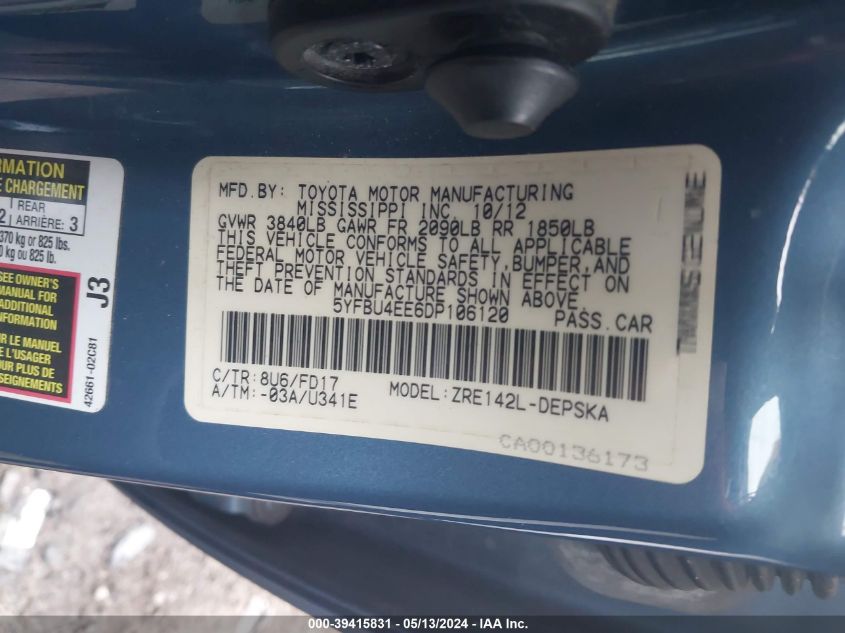 RMATION
CHARGEMENT
REAR
2 ARRIÈRE: 3
370 kg or 825 lbs.
kg ou 825 lb.
SEE OWNER'S
MANUAL FOR
ADDITIONAL
LE MANUEL
L'USAGER
POUR PLUS DE
J3
42661-02C81
MFD.BY: TOYOTA MOTOR MANUFACTURING
MISSISSIPPI INC. 10/12
GVWR 3840LB GAWR FR 2090LB RR 1850LB
THIS VEHICLE CONFORMS TO ALL APPLICABLE
FEDERAL MOTOR VEHICLE SAFETY,BUMPER,AND
THEFT PREVENTION STANDARDS IN EFFECT ON
THE DATE OF MANUFACTURE SHOWN ABOVE.
5YFBU4EE6DP106120 PASS.CAR
C/TR:8U6/FD17
A/TM:-03A/U341E MODEL:ZRE142L-DEPSKA
CA00136173
000-39415831 - 05/13/2024 - IAA Inc.